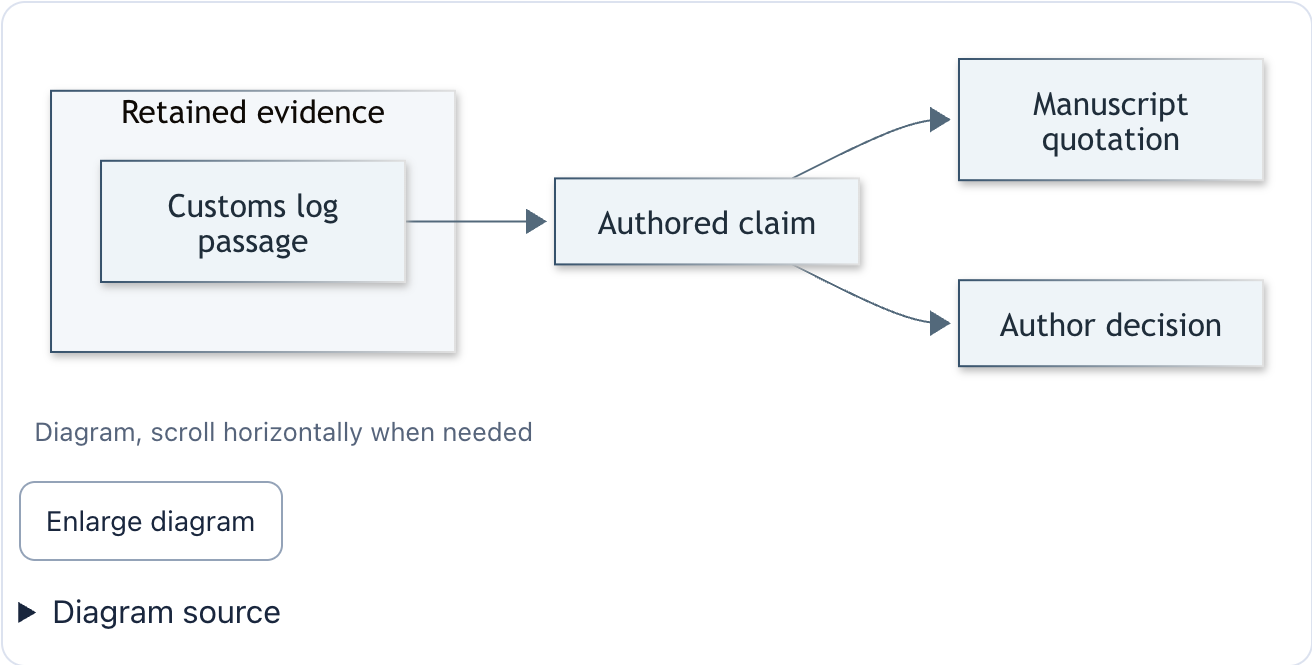 Retained evidence
Customs log
passage
Authored claim
Manuscript
quotation
Author decision
Diagram, scroll horizontally when needed
Enlarge diagram
Diagram source